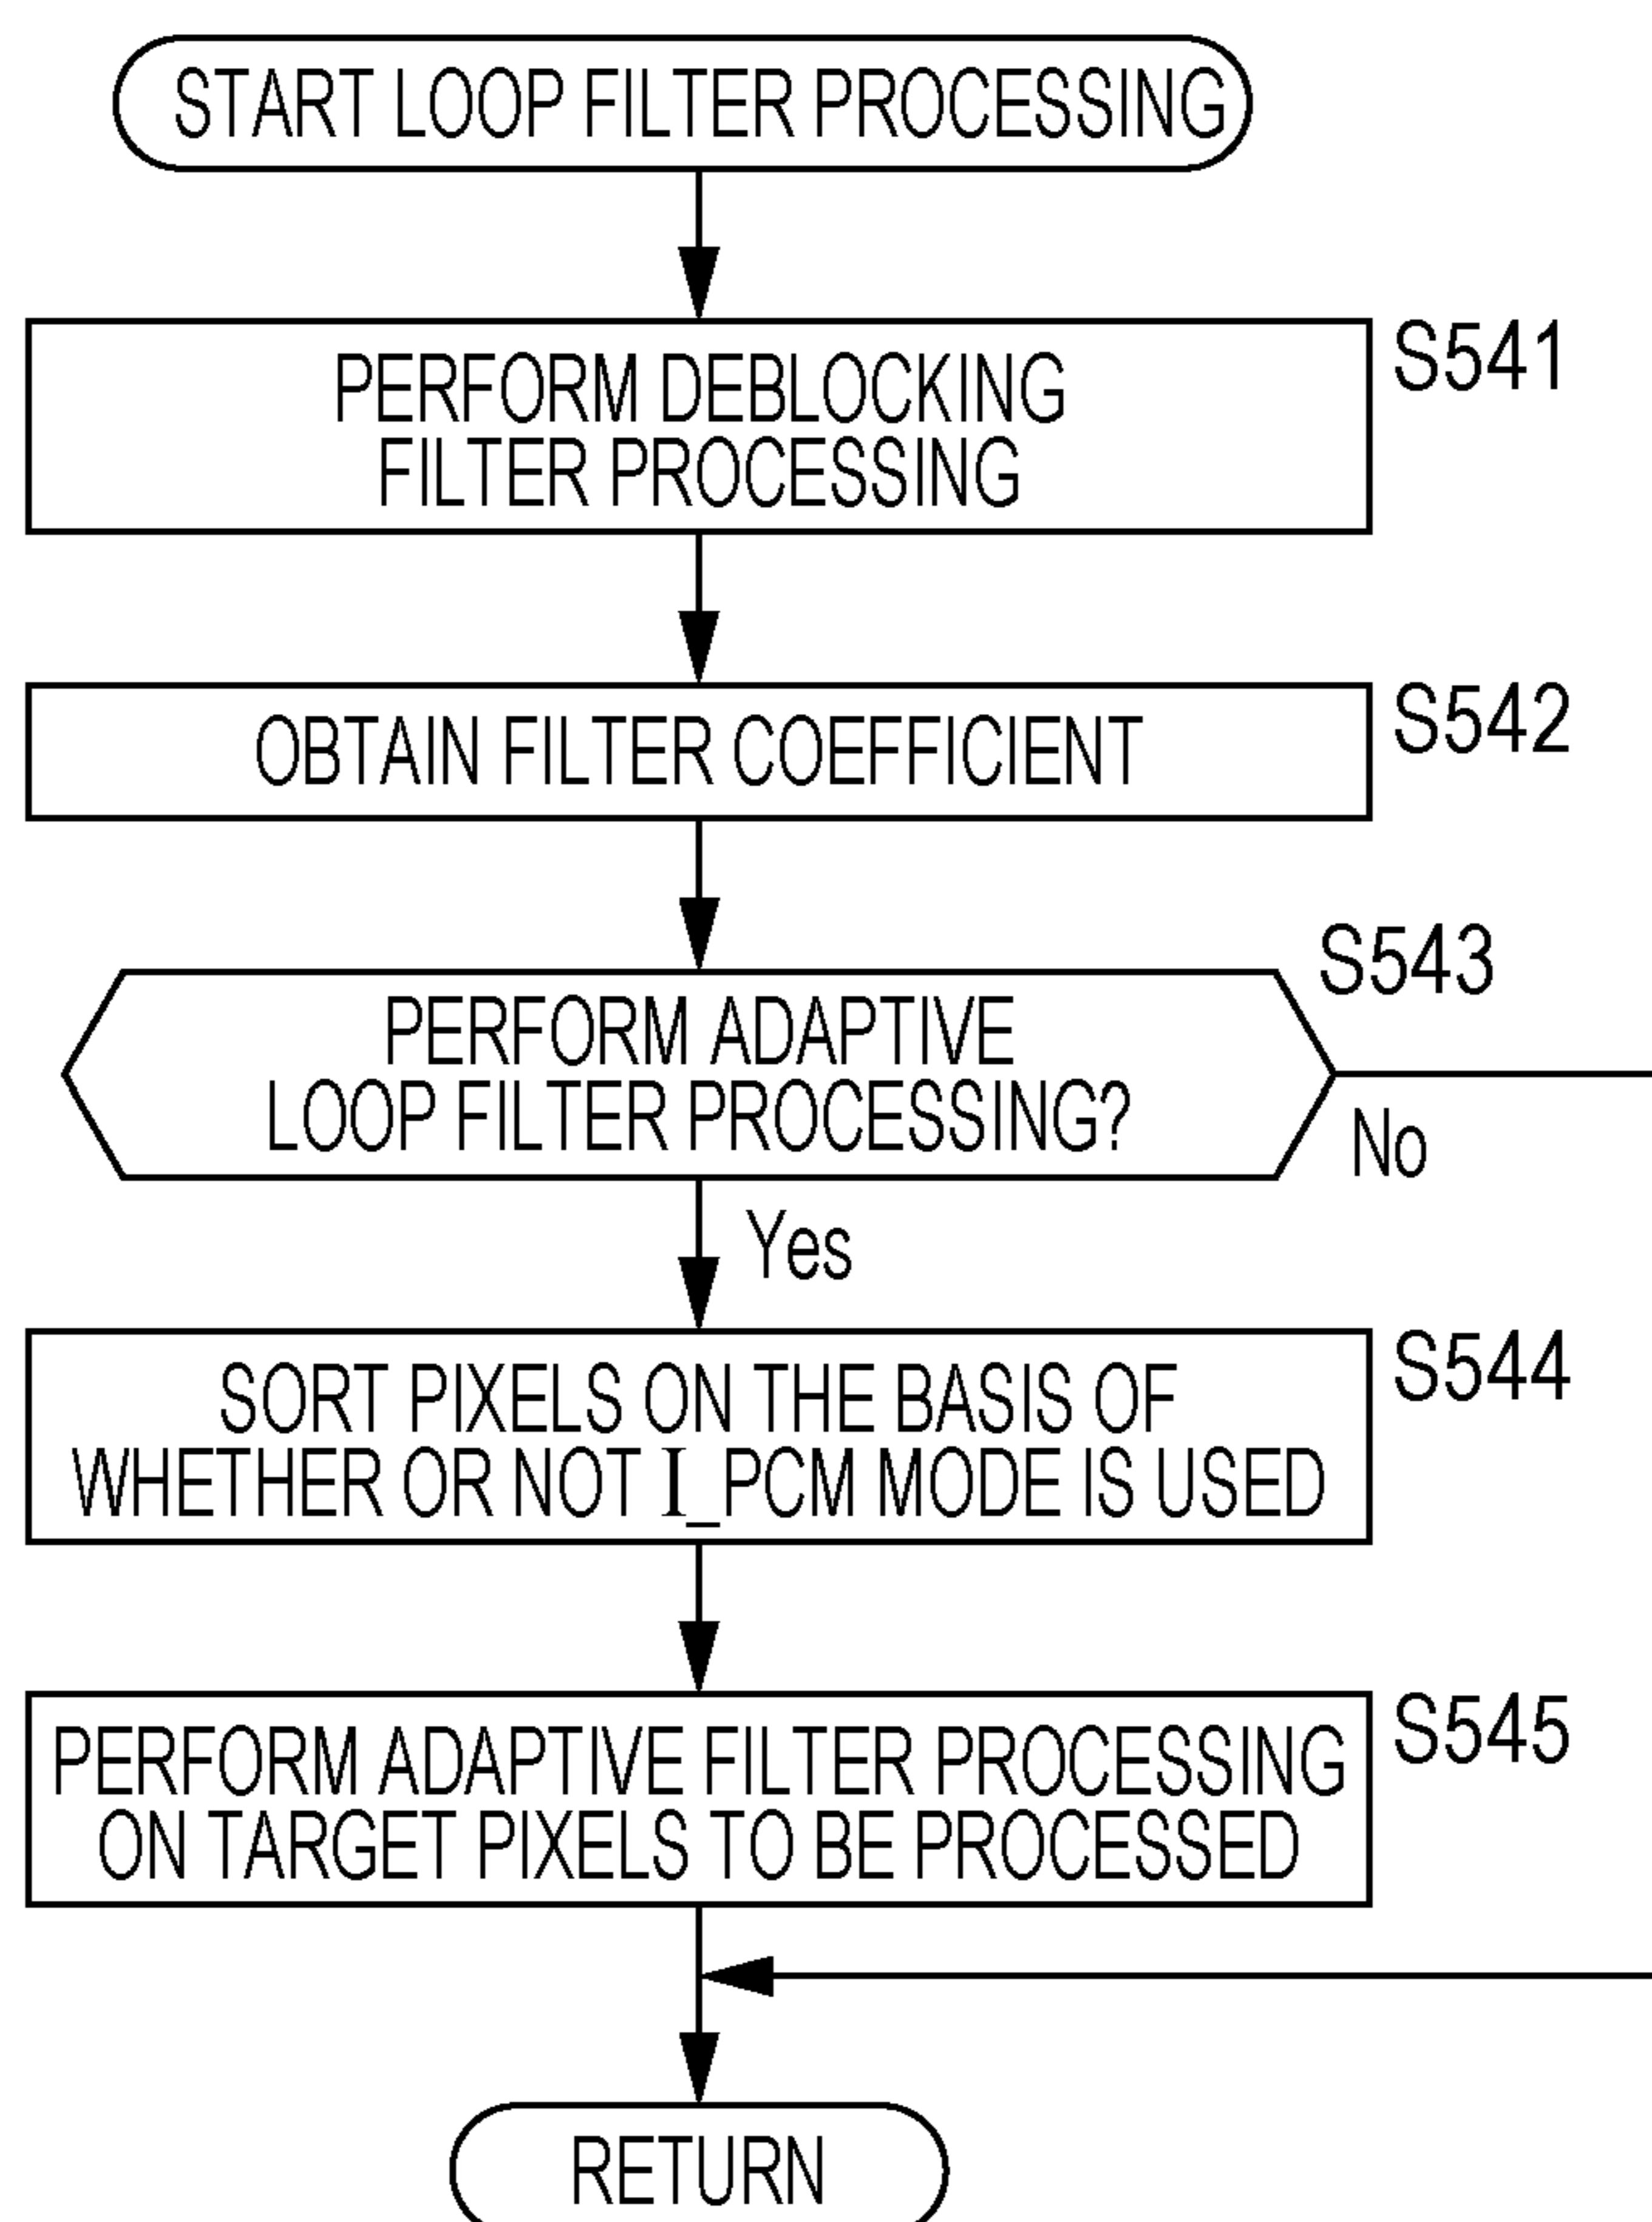 START LOOP FILTER PROCESSING
PERFORM DEBLOCKING
FILTER PROCESSING
S541
OBTAIN FILTER COEFFICIENT
S542
PERFORM ADAPTIVE
LOOP FILTER PROCESSING?
S543
No
Yes
SORT PIXELS ON THE BASIS OF
WHETHER OR NOT I_PCM MODE IS USED
S544
PERFORM ADAPTIVE FILTER PROCESSING
ON TARGET PIXELS TO BE PROCESSED
S545
RETURN